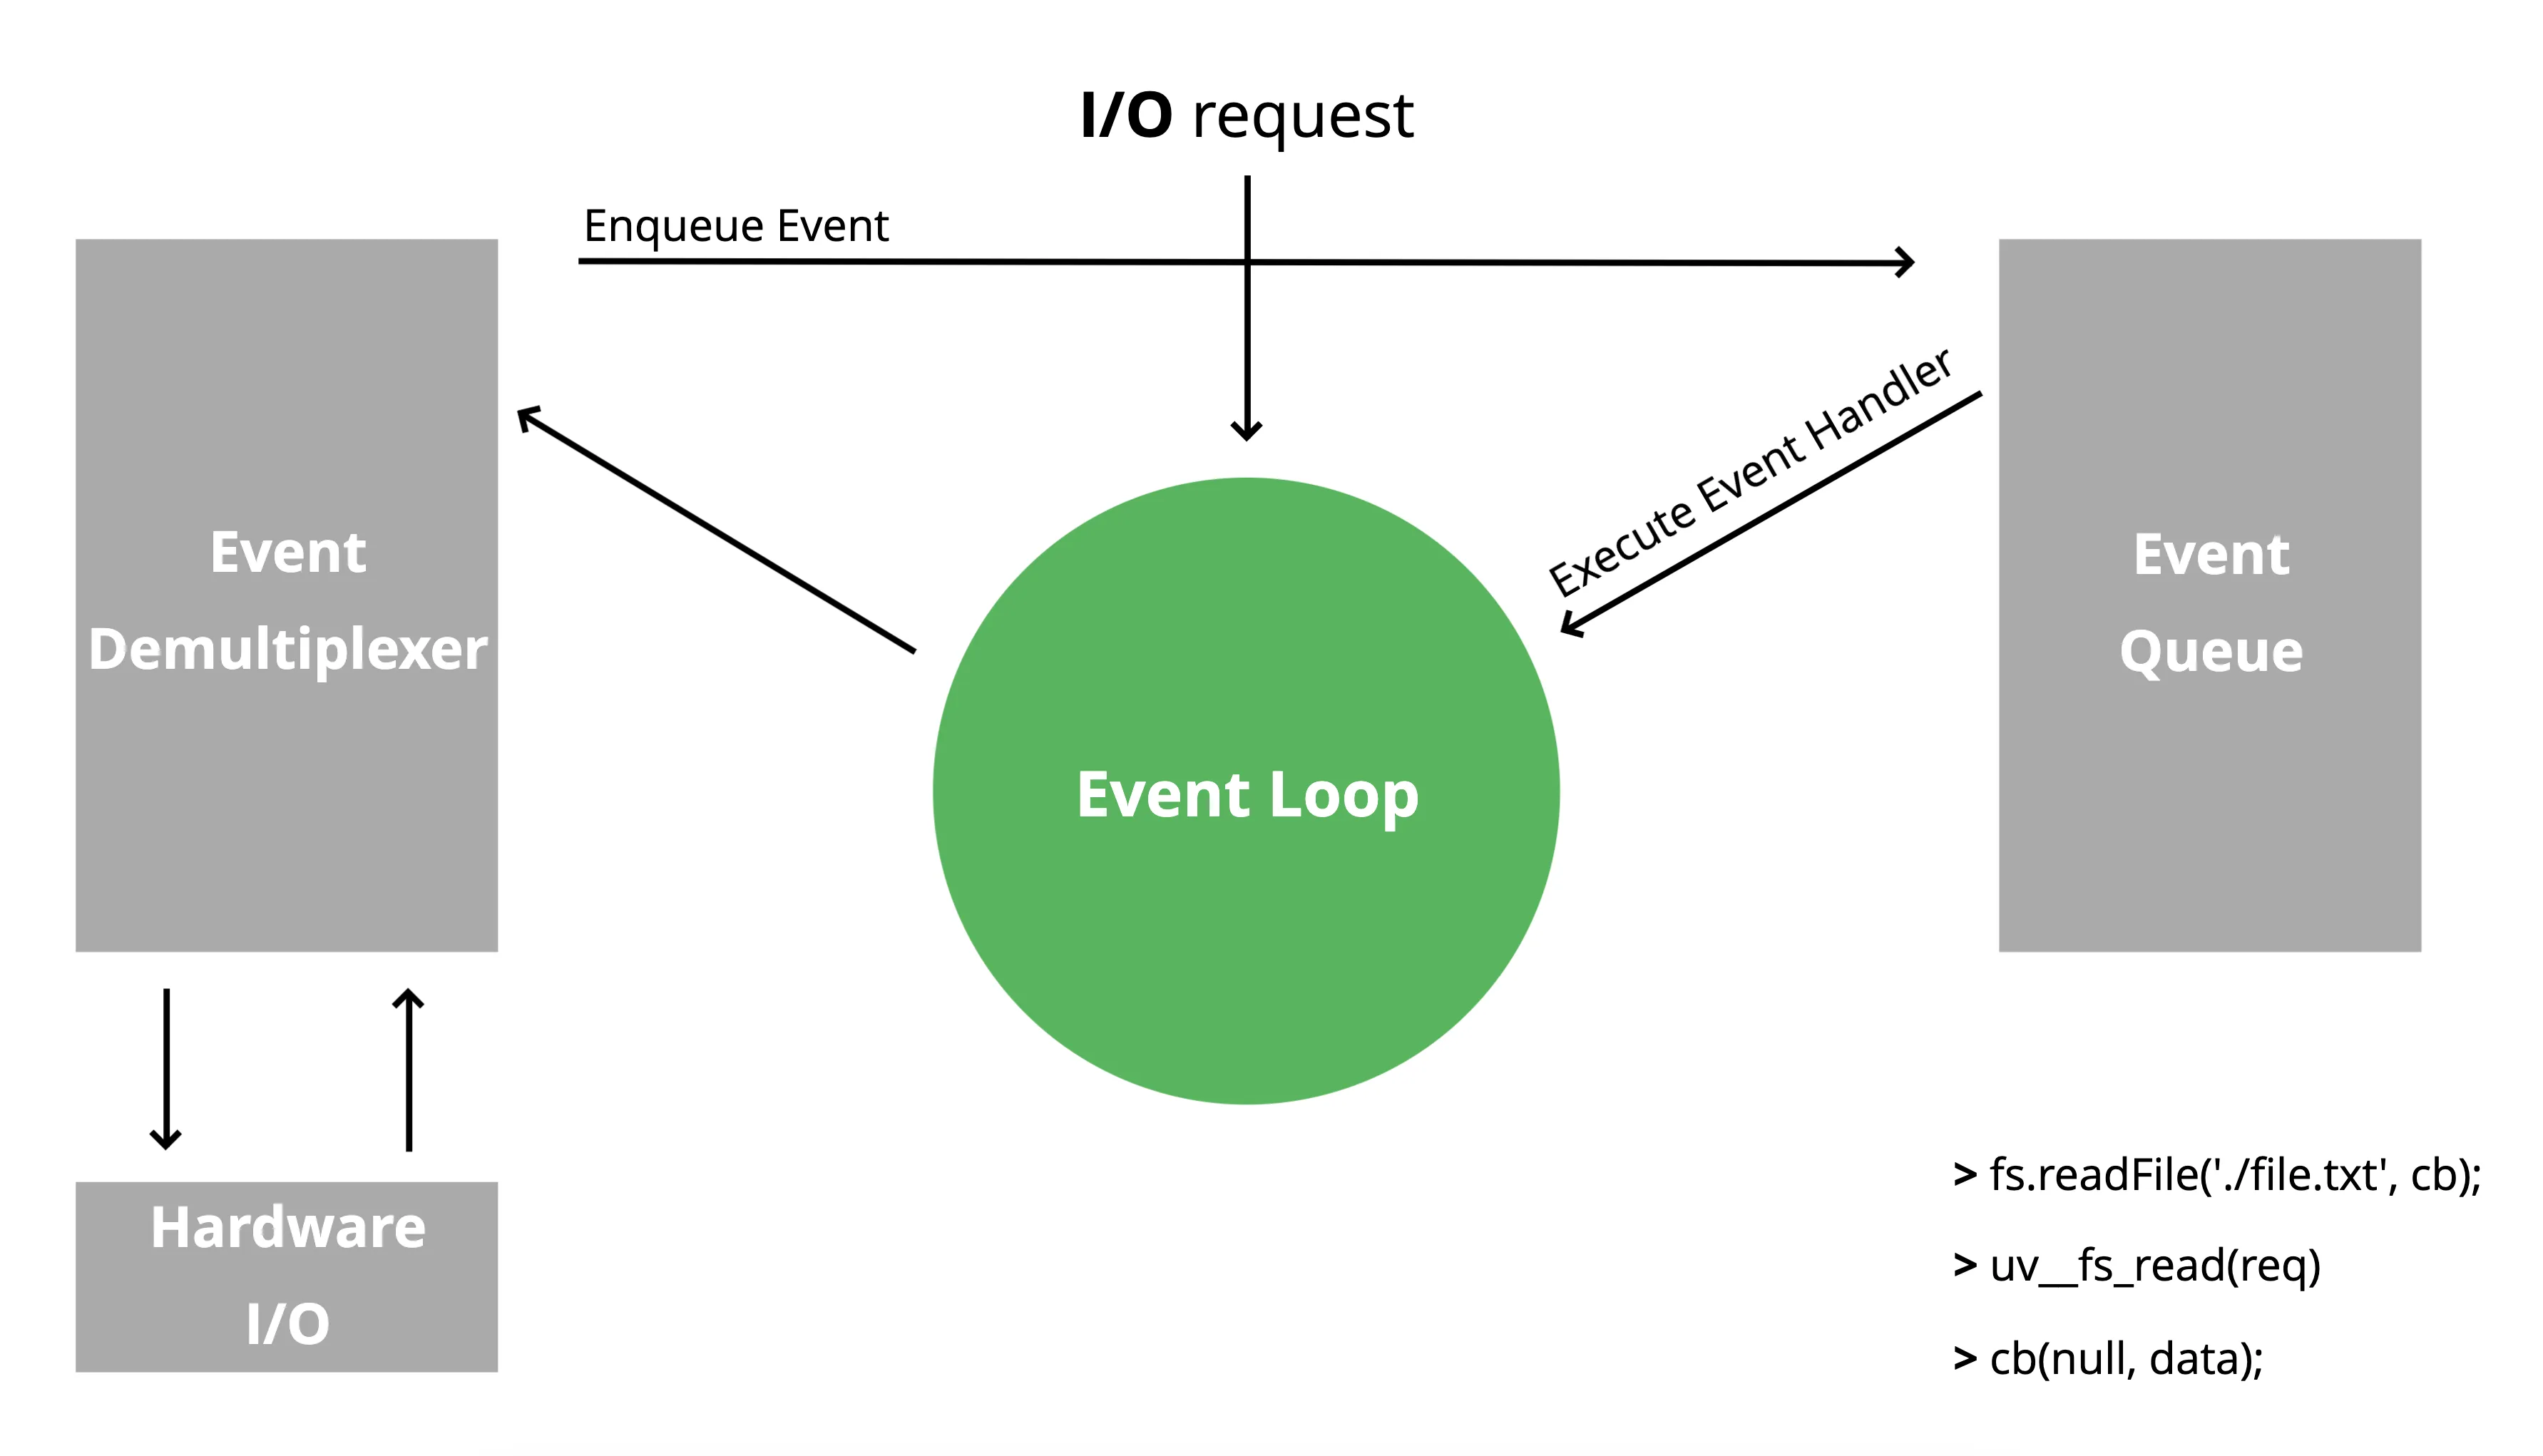 I/O request
Enqueue Event
Execute Event Handler
Event
Demultiplexer
Event Loop
Event
Queue
Hardware
I/O
> fs.readFile('./file.txt', cb);
> uv__fs_read(req)
> cb(null, data);